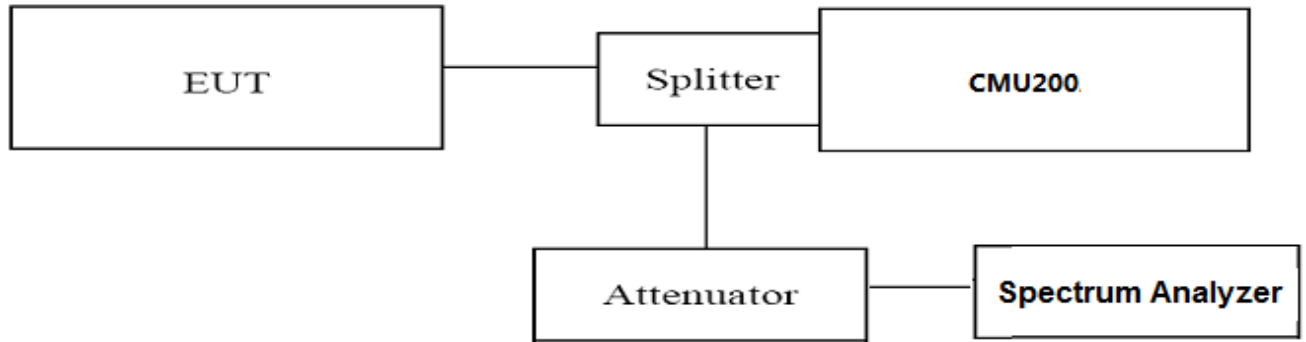 EUT
Splitter
CMU200
Attenuator
Spectrum Analyzer